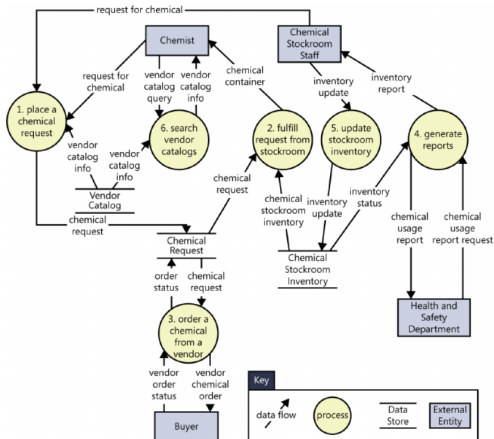 request for chemical
Chemist
Chemical
Stockroom
Staff
request for
chemical
vendor
catalog
query
vendor
catalog
info
chemical
container
inventory
update
inventory
report
1. place a
chemical
request
6. search
vendor
catalogs
2. fulfill
request from
stockroom
5. update
stockroom
inventory
4. generate
reports
vendor
catalog
info
vendor
catalog
info
Vendor
Catalog
chemical
request
chemical
request
chemical
stockroom
inventory
inventory
update
inventory
status
chemical
usage
report
chemical
usage
report request
Chemical
Request
Chemical
Stockroom
Inventory
order
status
chemical
request
Health and
Safety
Department
3. order a
chemical
from a
vendor
vendor
order
status
vendor
chemical
order
Buyer
Key
data flow
process
Data
Store
External
Entity